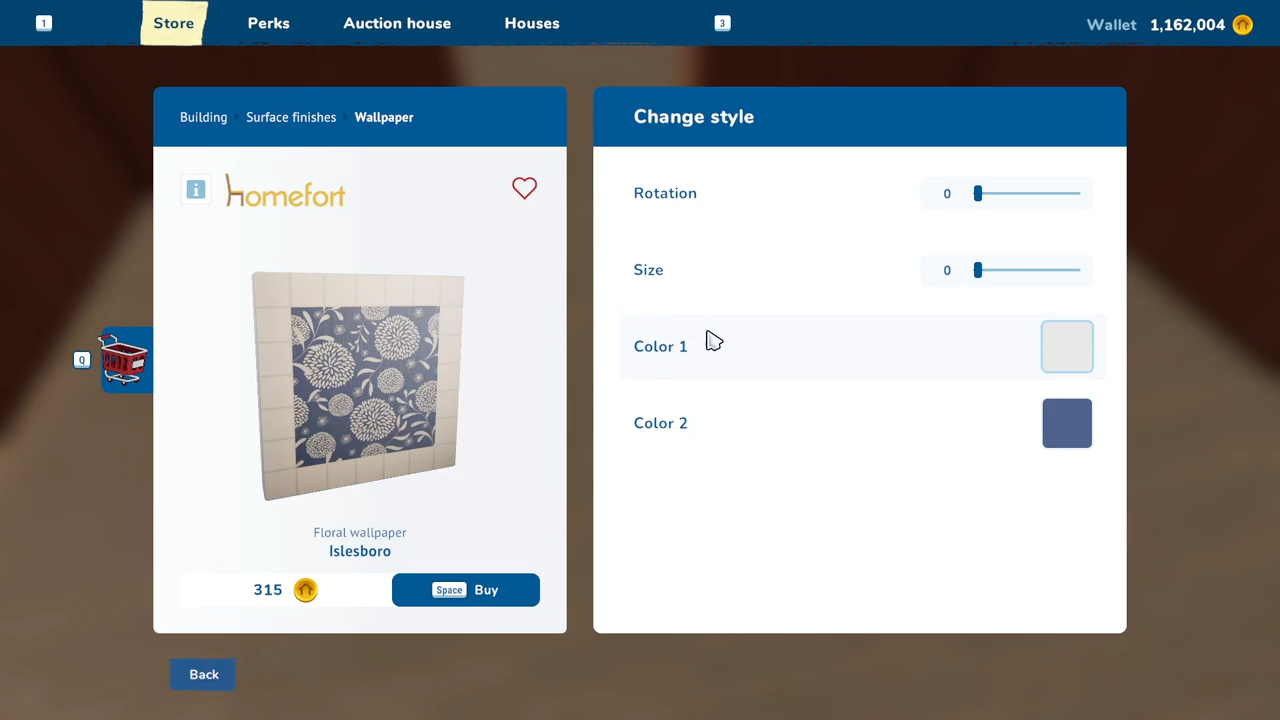 1
Store
Perks
Auction house
Houses
3
Wallet 1,162,004
Building Surface finishes Wallpaper
i
homefort
Floral wallpaper
Islesboro
315
Space Buy
Q
Back
Change style
Rotation 0
Size 0
Color 1
Color 2